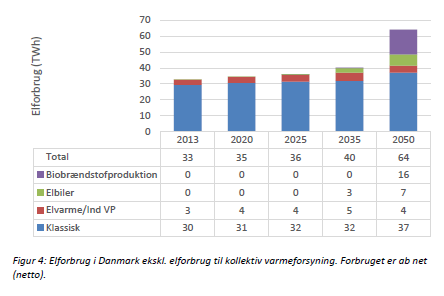 Elforbrug (TWh)
70
60
50
40
30
20
10
0
2013 2020 2025 2035 2050
Total 33 35 36 40 64
Biobrændstofproduktion 0 0 0 0 16
Elbiler 0 0 0 3 7
Elvarme/Ind VP 3 4 4 5 4
Klassisk 30 31 32 32 37
Figur 4: Elforbrug i Danmark ekskl. elforbrug til kollektiv varmeforsyning. Forbruget er ab net
(netto).